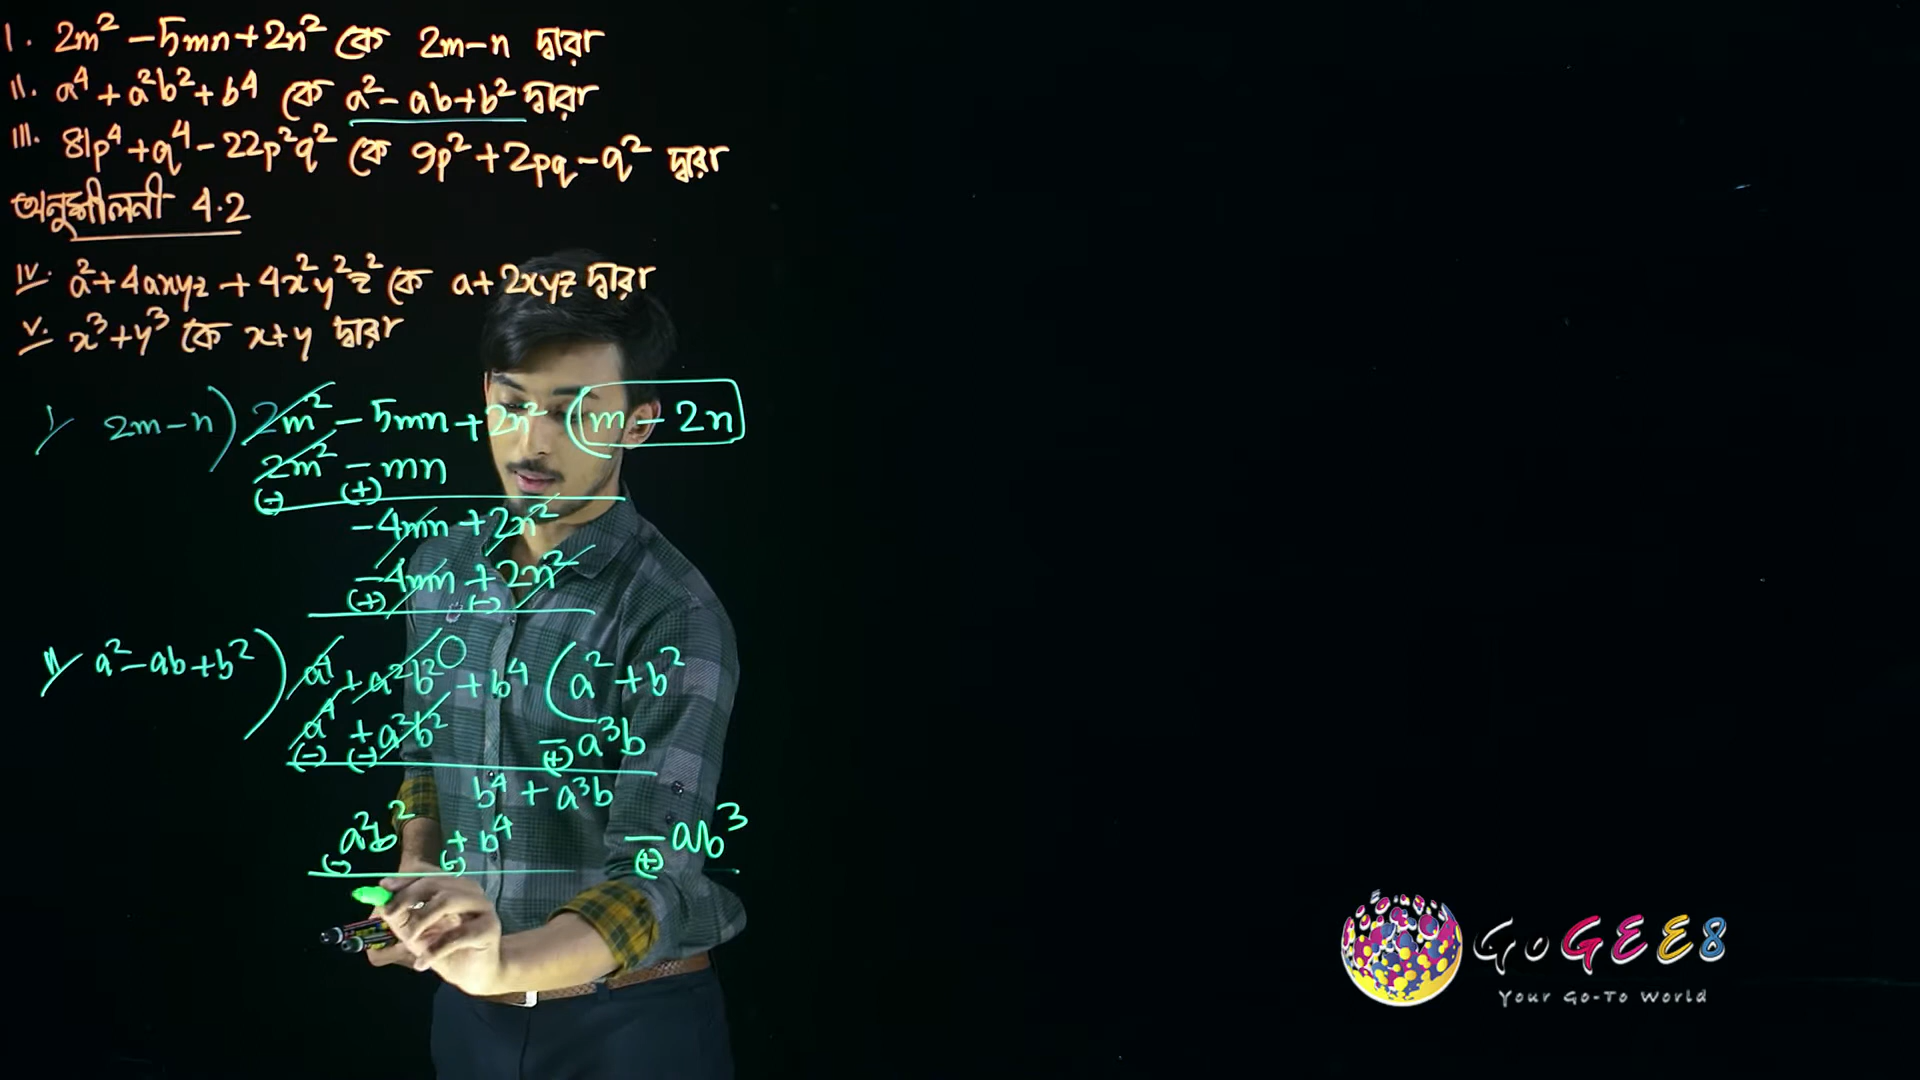 I. 2m² - 5mn + 2n² কে 2m - n দ্বারা
II. a⁴ + a²b² + b⁴ কে a² - ab + b² দ্বারা
III. 81p⁴ + q⁴ - 22p²q² কে 9p² + 2pq - q² দ্বারা
অনুশীলনী 4.2
IV. a² + 4axyz + 4x²y²z² কে a + 2xyz দ্বারা
V. x³ + y³ কে x + y দ্বারা
I 2m - n ) 2m² - 5mn + 2n² ( m - 2n
2m² - mn
(-) (+)
-4mn + 2n²
-4mn + 2n²
(+) (-)
II a² - ab + b² ) a⁴ + a²b² + b⁴ ( a² + b²
0
a⁴ + a²b² - a³b
(-) (-) (+)
b⁴ + a³b
a²b² + b⁴ - ab³
(-) (-) (+)
GoGEE8
Your Go-To World